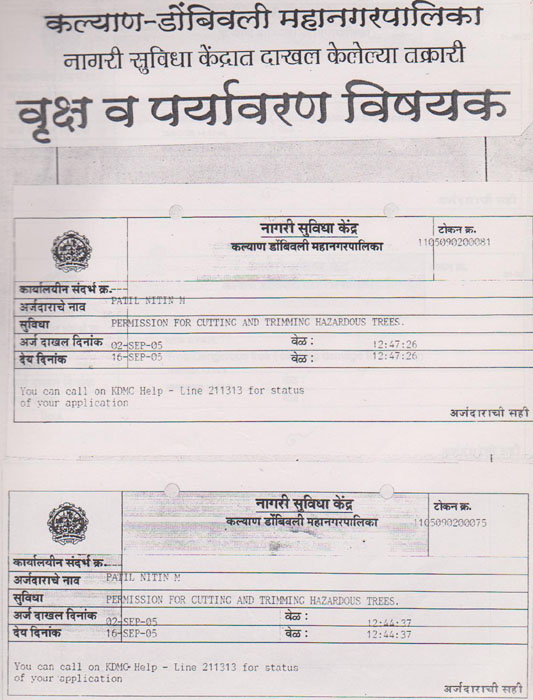 कल्याण-डोंबिवली महानगरपालिका
नागरी सुविधा केंद्रात दाखल केलेल्या तक्रारी
वृक्ष व पर्यावरण विषयक
नागरी सुविधा केंद्र
कल्याण डोंबिवली महानगरपालिका
टोकन क्र.
1105090200081
कार्यालयीन संदर्भ क्र.---
अर्जदाराचे नाव PATIL NITIN M
सुविधा PERMISSION FOR CUTTING AND TRIMMING HAZARDOUS TREES.
अर्ज दाखल दिनांक 02-SEP-05 वेळ : 12:47:26
देय दिनांक 16-SEP-05 वेळ : 12:47:26
You can call on KDMC Help - Line 211313 for status
of your application
अर्जदाराची सही
नागरी सुविधा केंद्र
कल्याण डोंबिवली महानगरपालिका
टोकन क्र.
1105090200075
कार्यालयीन संदर्भ क्र.---
अर्जदाराचे नाव PATIL NITIN M
सुविधा PERMISSION FOR CUTTING AND TRIMMING HAZARDOUS TREES.
अर्ज दाखल दिनांक 02-SEP-05 वेळ : 12:44:37
देय दिनांक 16-SEP-05 वेळ : 12:44:37
You can call on KDMC Help - Line 211313 for status
of your application
अर्जदाराची सही